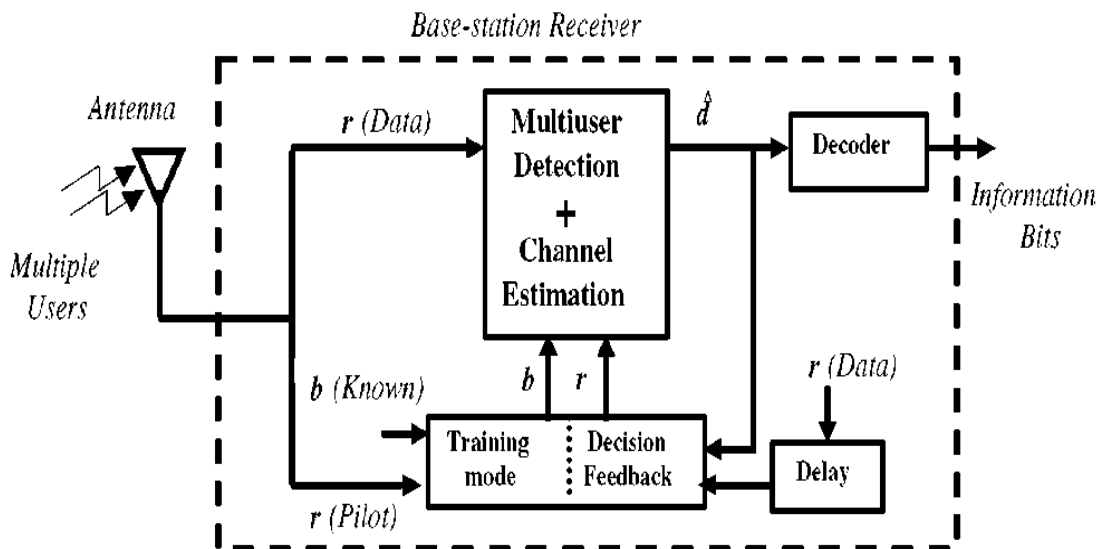 Base-station Receiver
Antenna
r (Data)
Multiuser
Detection
+
Channel
Estimation
d̂
Decoder
Information
Bits
Multiple
Users
b (Known)
b
r
r (Data)
Training
mode
Decision
Feedback
Delay
r (Pilot)